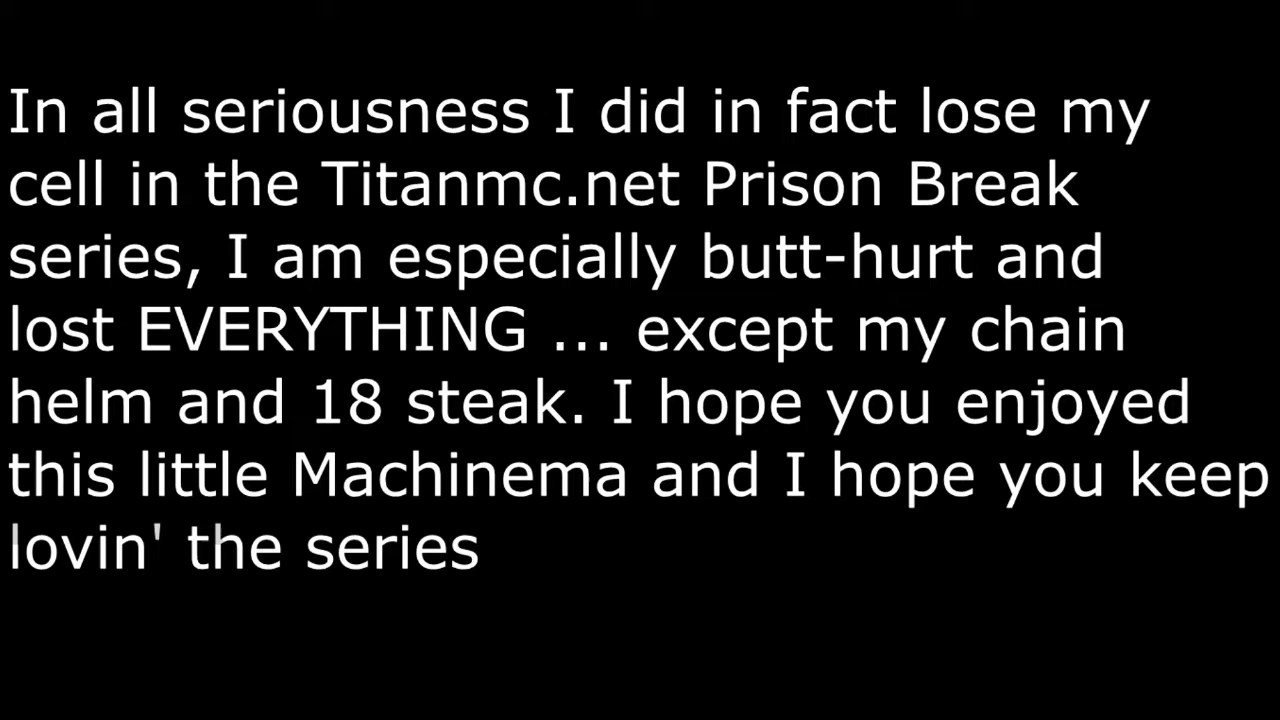 In all seriousness I did in fact lose my
cell in the Titanmc.net Prison Break
series, I am especially butt-hurt and
lost EVERYTHING ... except my chain
helm and 18 steak. I hope you enjoyed
this little Machinema and I hope you keep
lovin' the series